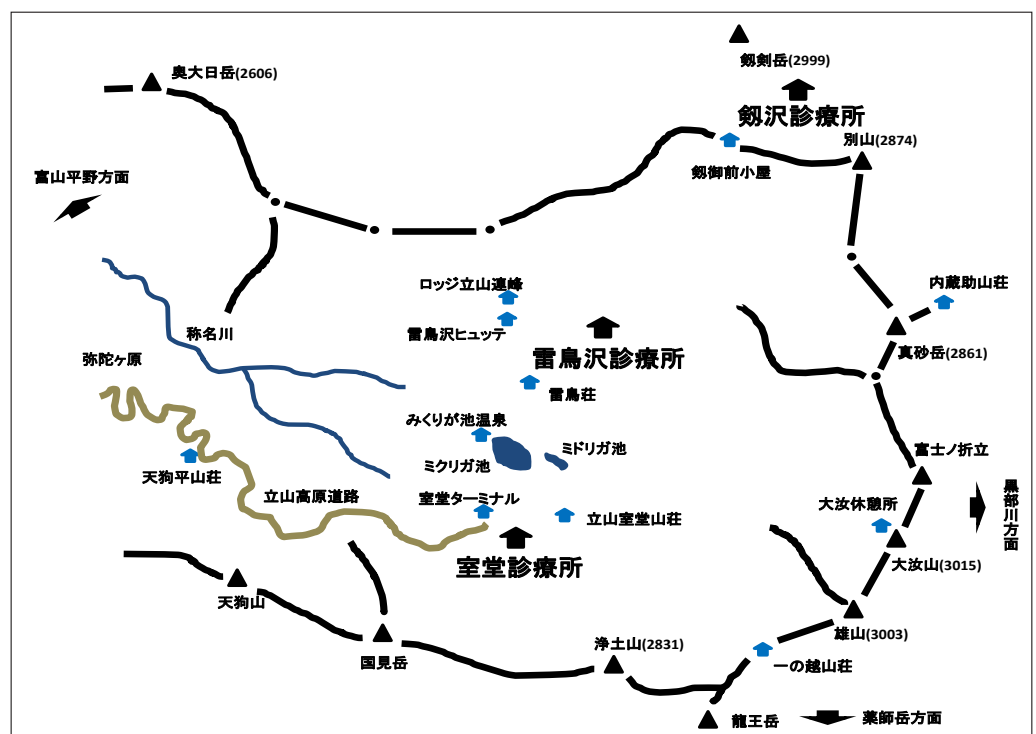 奥大日岳(2606)
剱剣岳(2999)
剱沢診療所
別山(2874)
剱御前小屋
富山平野方面
ロッジ立山連峰
内蔵助山荘
称名川
雷鳥沢ヒュッテ
雷鳥沢診療所
真砂岳(2861)
弥陀ヶ原
雷鳥荘
みくりが池温泉
ミドリガ池
富士ノ折立
ミクリガ池
天狗平山荘
立山高原道路
室堂ターミナル
大汝休憩所
黒部川方面
立山室堂山荘
室堂診療所
大汝山(3015)
天狗山
雄山(3003)
国見岳
浄土山(2831)
一の越山荘
龍王岳
薬師岳方面